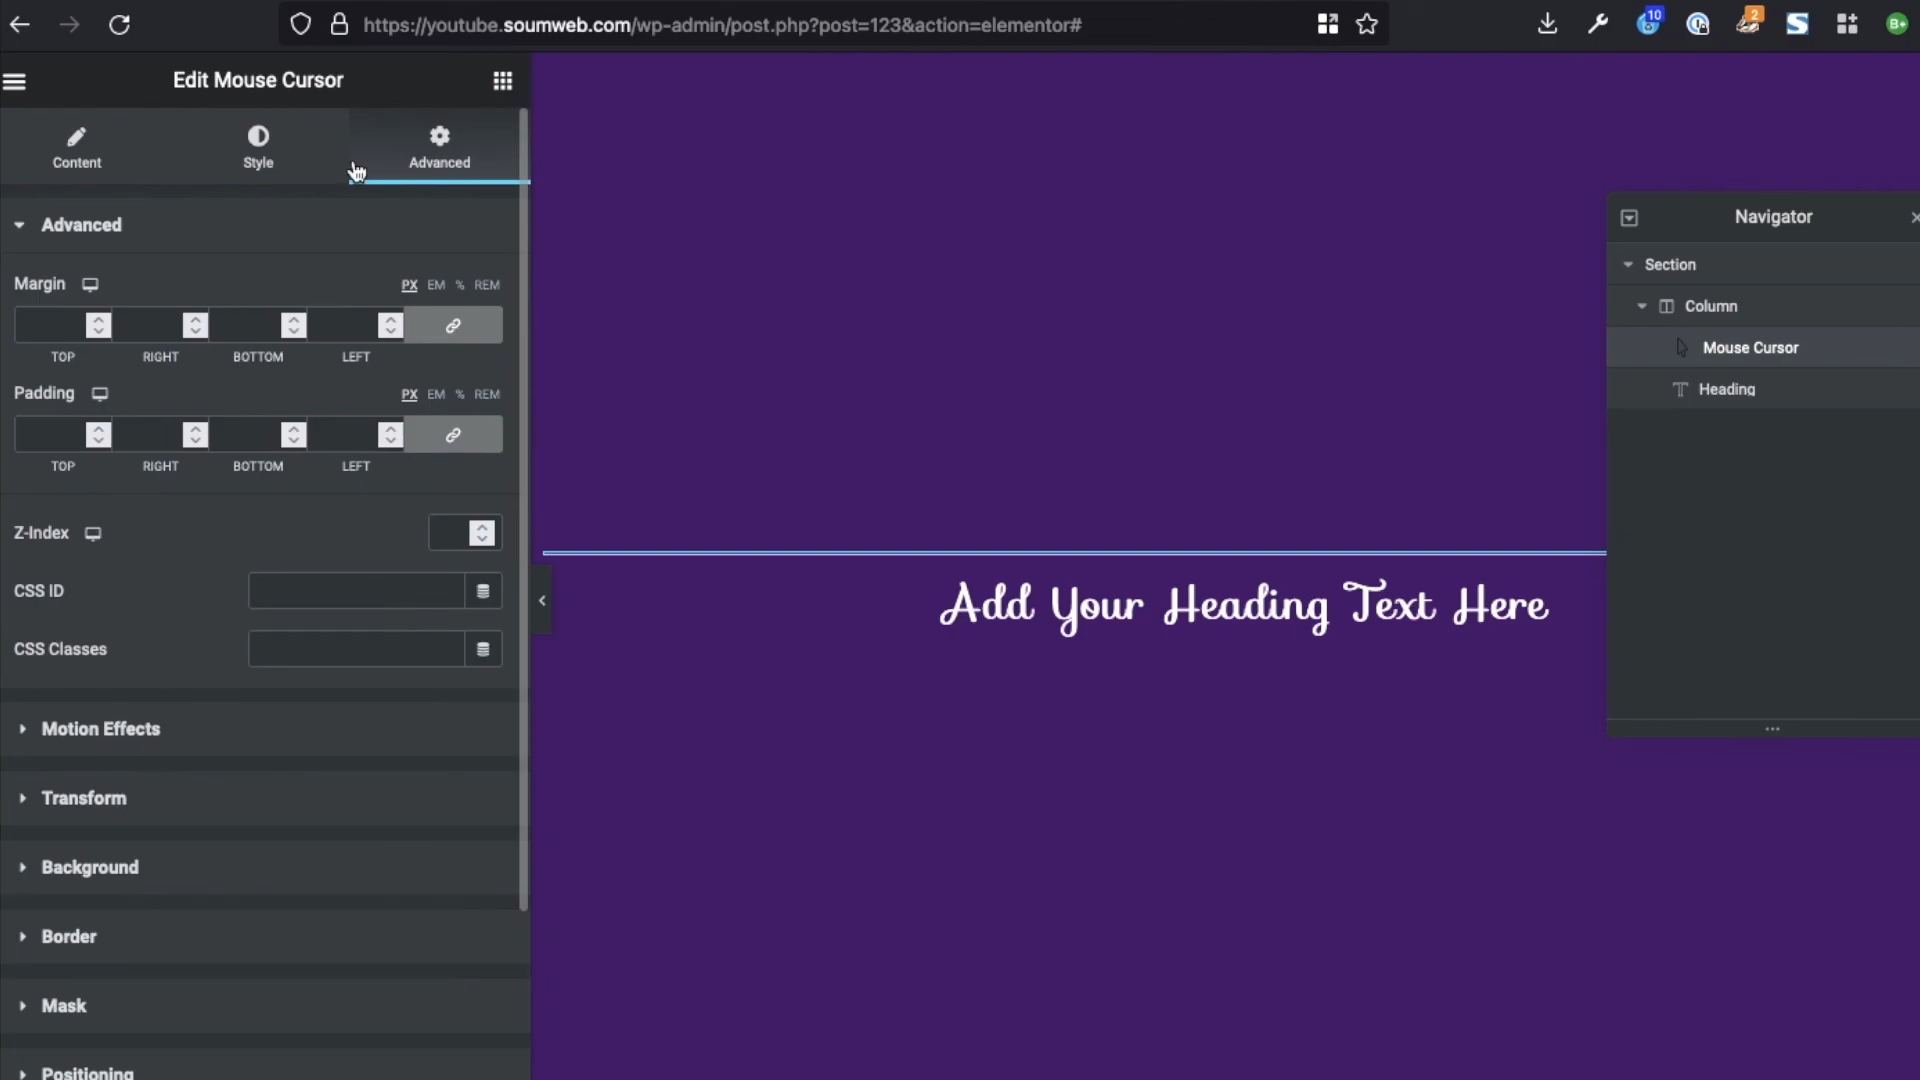 https://youtube.soumweb.com/wp-admin/post.php?post=123&action=elementor#
10
2
B+
Edit Mouse Cursor
Content
Style
Advanced
Advanced
Margin
PX EM % REM
TOP RIGHT BOTTOM LEFT
Padding
PX EM % REM
TOP RIGHT BOTTOM LEFT
Z-Index
CSS ID
CSS Classes
Motion Effects
Transform
Background
Border
Mask
Positioning
Add Your Heading Text Here
Navigator
Section
Column
Mouse Cursor
Heading